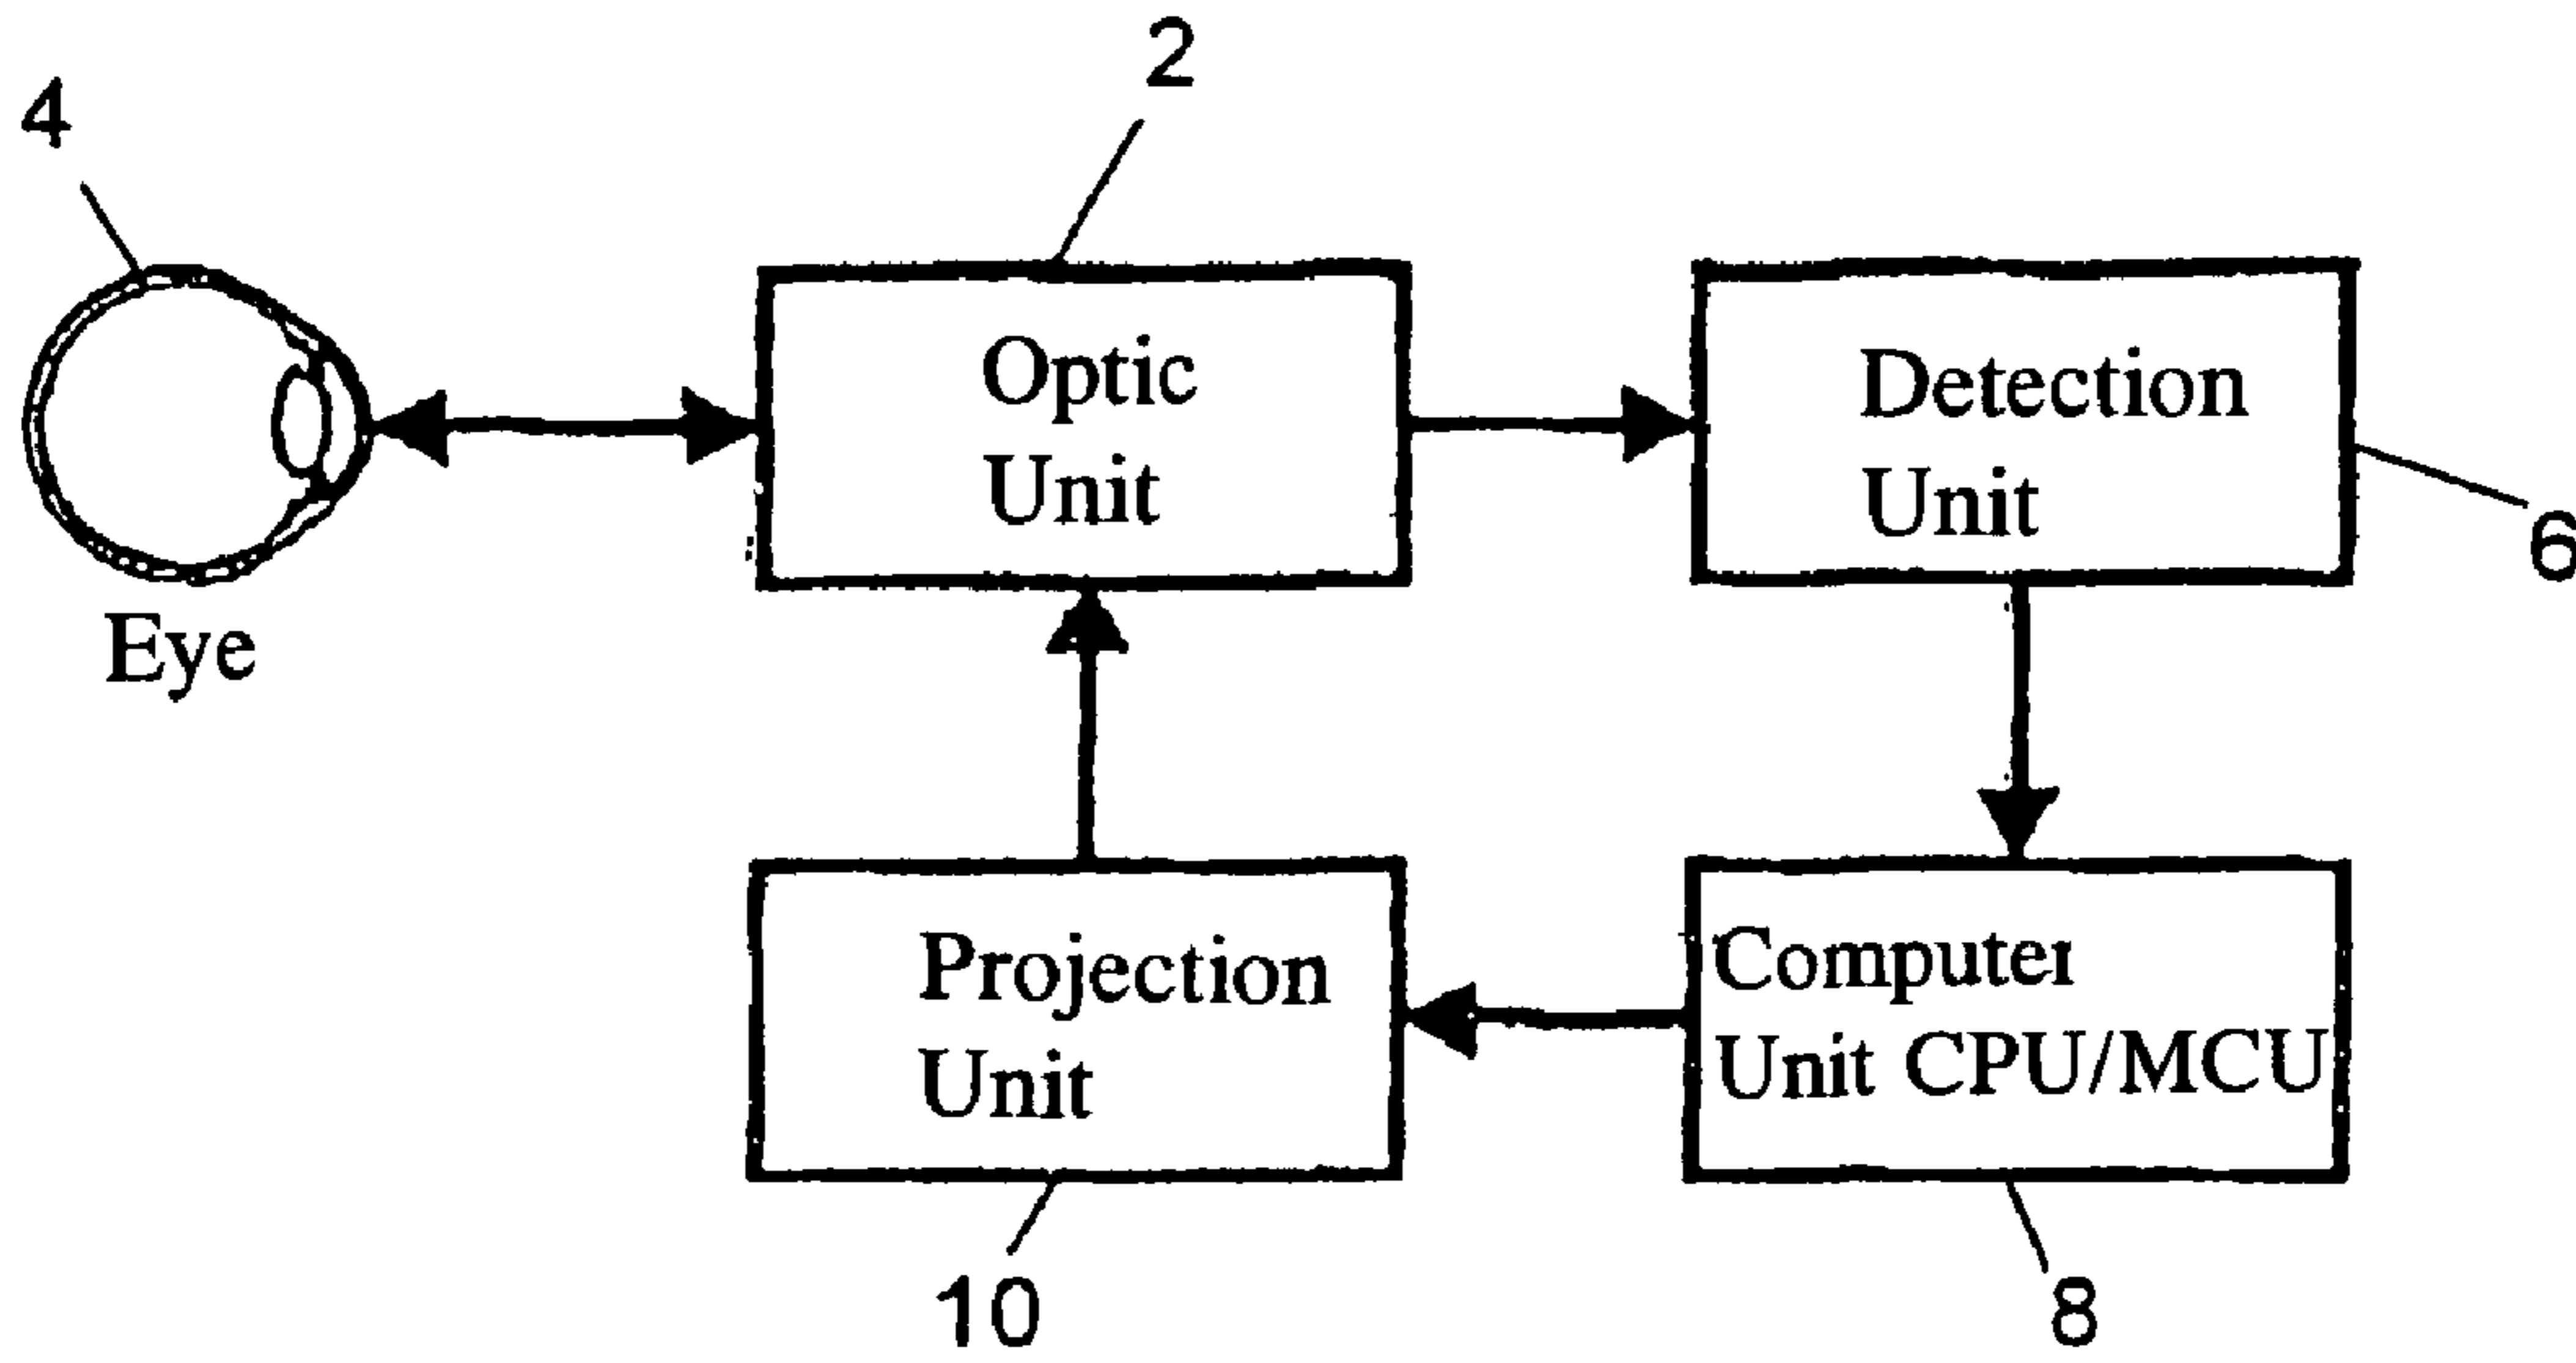 2
4
Optic
Unit
Detection
Unit
6
Eye
Projection
Unit
Computer
Unit CPU/MCU
10
8